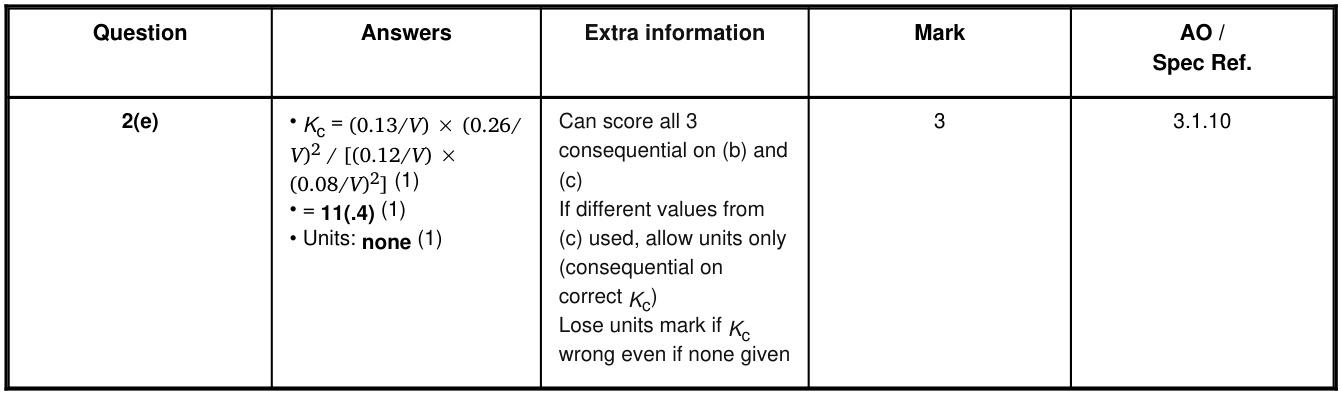 Question Answers Extra information Mark AO /
Spec Ref.
2(e)
• Kc = (0.13/V) × (0.26/
V)² / [(0.12/V) ×
(0.08/V)²] (1)
• = 11(.4) (1)
• Units: none (1)
Can score all 3
consequential on (b) and
(c)
If different values from
(c) used, allow units only
(consequential on
correct Kc)
Lose units mark if Kc
wrong even if none given
3
3.1.10